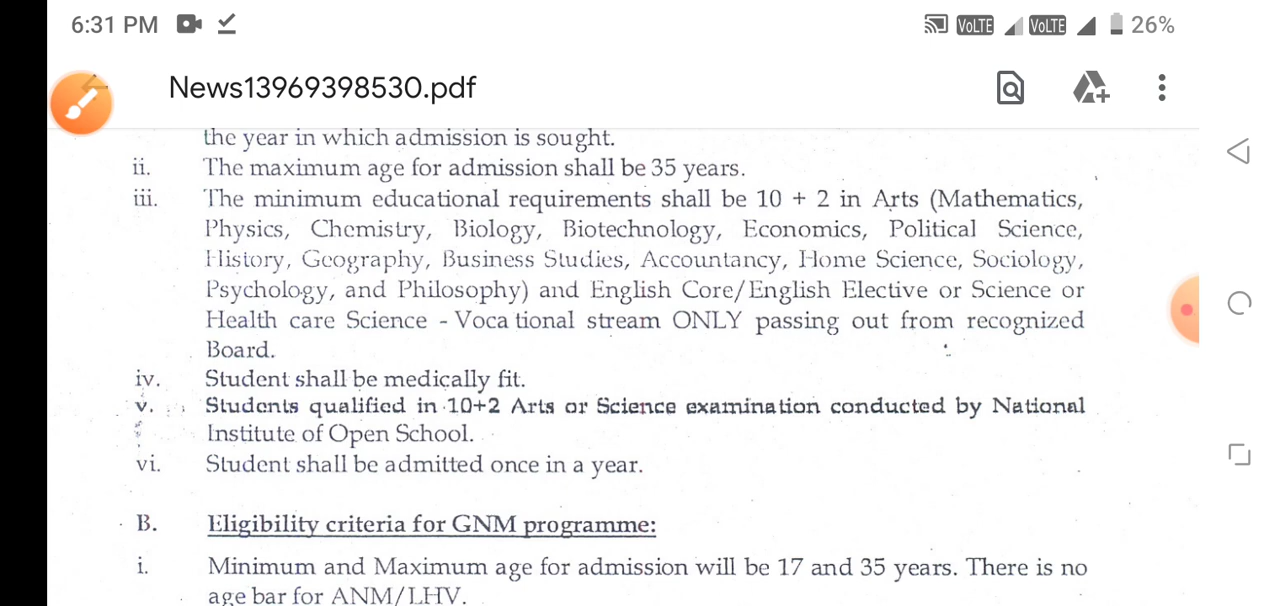 6:31 PM VoLTE VoLTE 26%
News13969398530.pdf
the year in which admission is sought.
ii. The maximum age for admission shall be 35 years.
iii. The minimum educational requirements shall be 10 + 2 in Arts (Mathematics,
Physics, Chemistry, Biology, Biotechnology, Economics, Political Science,
History, Geography, Business Studies, Accountancy, Home Science, Sociology,
Psychology, and Philosophy) and English Core/English Elective or Science or
Health care Science - Voca tional stream ONLY passing out from recognized
Board.
iv. Student shall be medically fit.
v. Students qualified in 10+2 Arts or Science examination conducted by National
Institute of Open School.
vi. Student shall be admitted once in a year.
B. Eligibility criteria for GNM programme:
i. Minimum and Maximum age for admission will be 17 and 35 years. There is no
age bar for ANM/LHV.